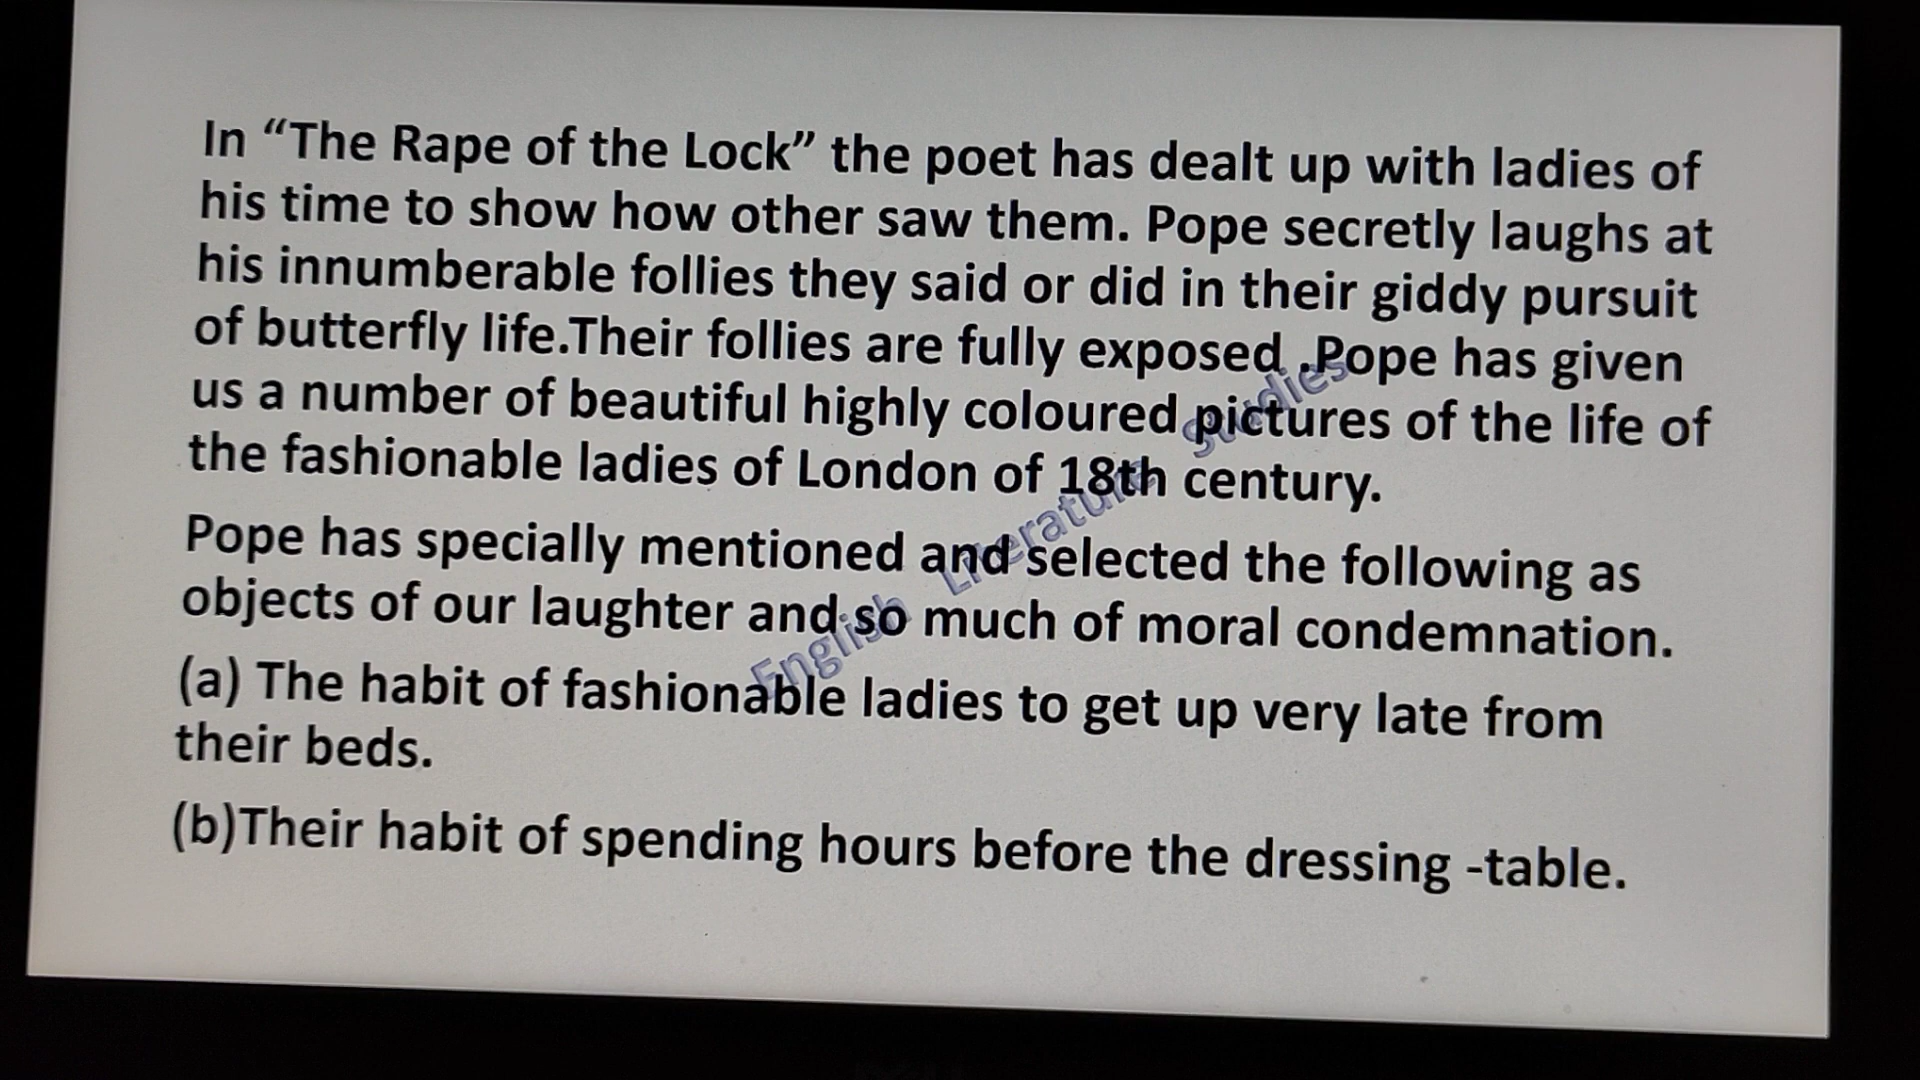 In “The Rape of the Lock” the poet has dealt up with ladies of
his time to show how other saw them. Pope secretly laughs at
his innumberable follies they said or did in their giddy pursuit
of butterfly life.Their follies are fully exposed .Pope has given
us a number of beautiful highly coloured pictures of the life of
the fashionable ladies of London of 18th century.
Pope has specially mentioned and selected the following as
objects of our laughter and so much of moral condemnation.
(a) The habit of fashionable ladies to get up very late from
their beds.
(b)Their habit of spending hours before the dressing -table.
English Literature Studies